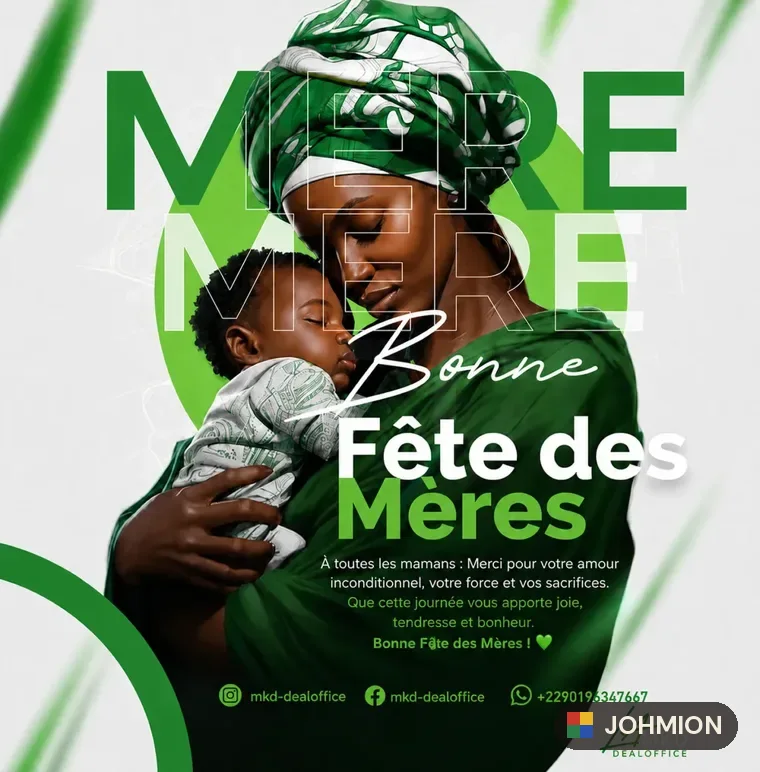 MERE
MERE
Bonne
Fête des
Mères
À toutes les mamans : Merci pour votre amour
inconditionnel, votre force et vos sacrifices.
Que cette journée vous apporte joie,
tendresse et bonheur.
Bonne Fête des Mères ! 💚
mkd-dealoffice
mkd-dealoffice
+2290196347667
JOHMION
DEALOFFICE